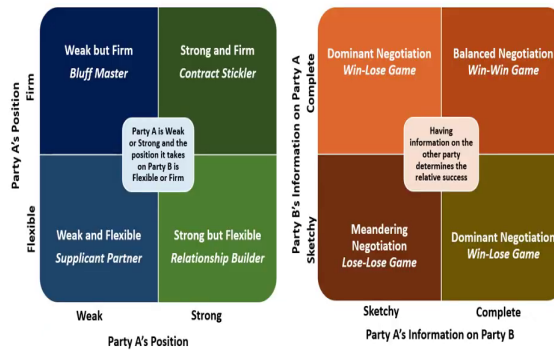 Party A's Position
Firm
Flexible
Weak but Firm
Bluff Master
Strong and Firm
Contract Stickler
Party A is Weak
or Strong and the
position it takes
on Party B is
Flexible or Firm
Weak and Flexible
Supplicant Partner
Strong but Flexible
Relationship Builder
Weak
Strong
Party A's Position
Party B's Information on Party A
Complete
Sketchy
Dominant Negotiation
Win-Lose Game
Balanced Negotiation
Win-Win Game
Having
information on the
other party
determines the
relative success
Meandering
Negotiation
Lose-Lose Game
Dominant Negotiation
Win-Lose Game
Sketchy
Complete
Party A's Information on Party B